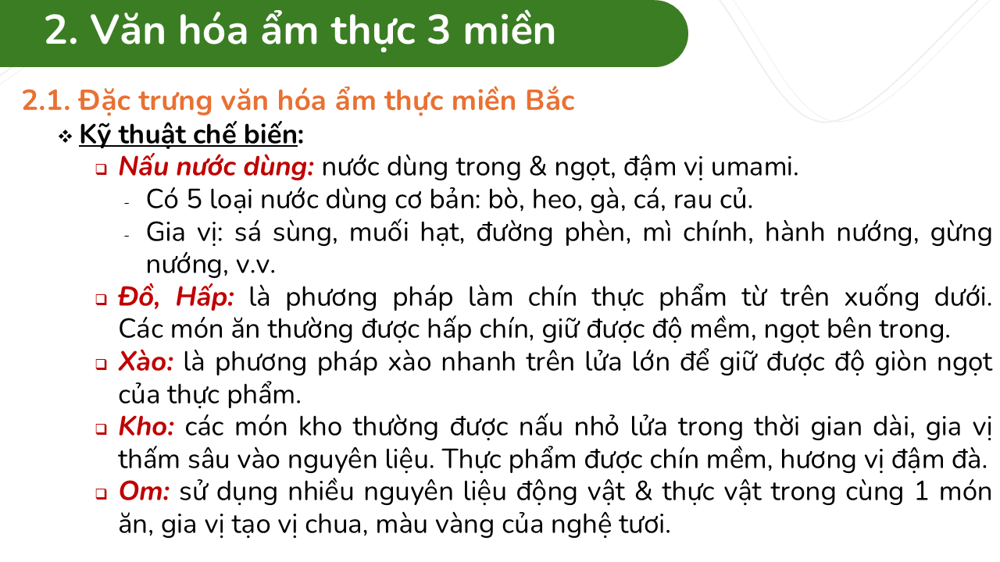 2. Văn hóa ẩm thực 3 miền
2.1. Đặc trưng văn hóa ẩm thực miền Bắc
❖ Kỹ thuật chế biến:
❑ Nấu nước dùng: nước dùng trong & ngọt, đậm vị umami.
- Có 5 loại nước dùng cơ bản: bò, heo, gà, cá, rau củ.
- Gia vị: sá sùng, muối hạt, đường phèn, mì chính, hành nướng, gừng
nướng, v.v.
❑ Đồ, Hấp: là phương pháp làm chín thực phẩm từ trên xuống dưới.
Các món ăn thường được hấp chín, giữ được độ mềm, ngọt bên trong.
❑ Xào: là phương pháp xào nhanh trên lửa lớn để giữ được độ giòn ngọt
của thực phẩm.
❑ Kho: các món kho thường được nấu nhỏ lửa trong thời gian dài, gia vị
thấm sâu vào nguyên liệu. Thực phẩm được chín mềm, hương vị đậm đà.
❑ Om: sử dụng nhiều nguyên liệu động vật & thực vật trong cùng 1 món
ăn, gia vị tạo vị chua, màu vàng của nghệ tươi.